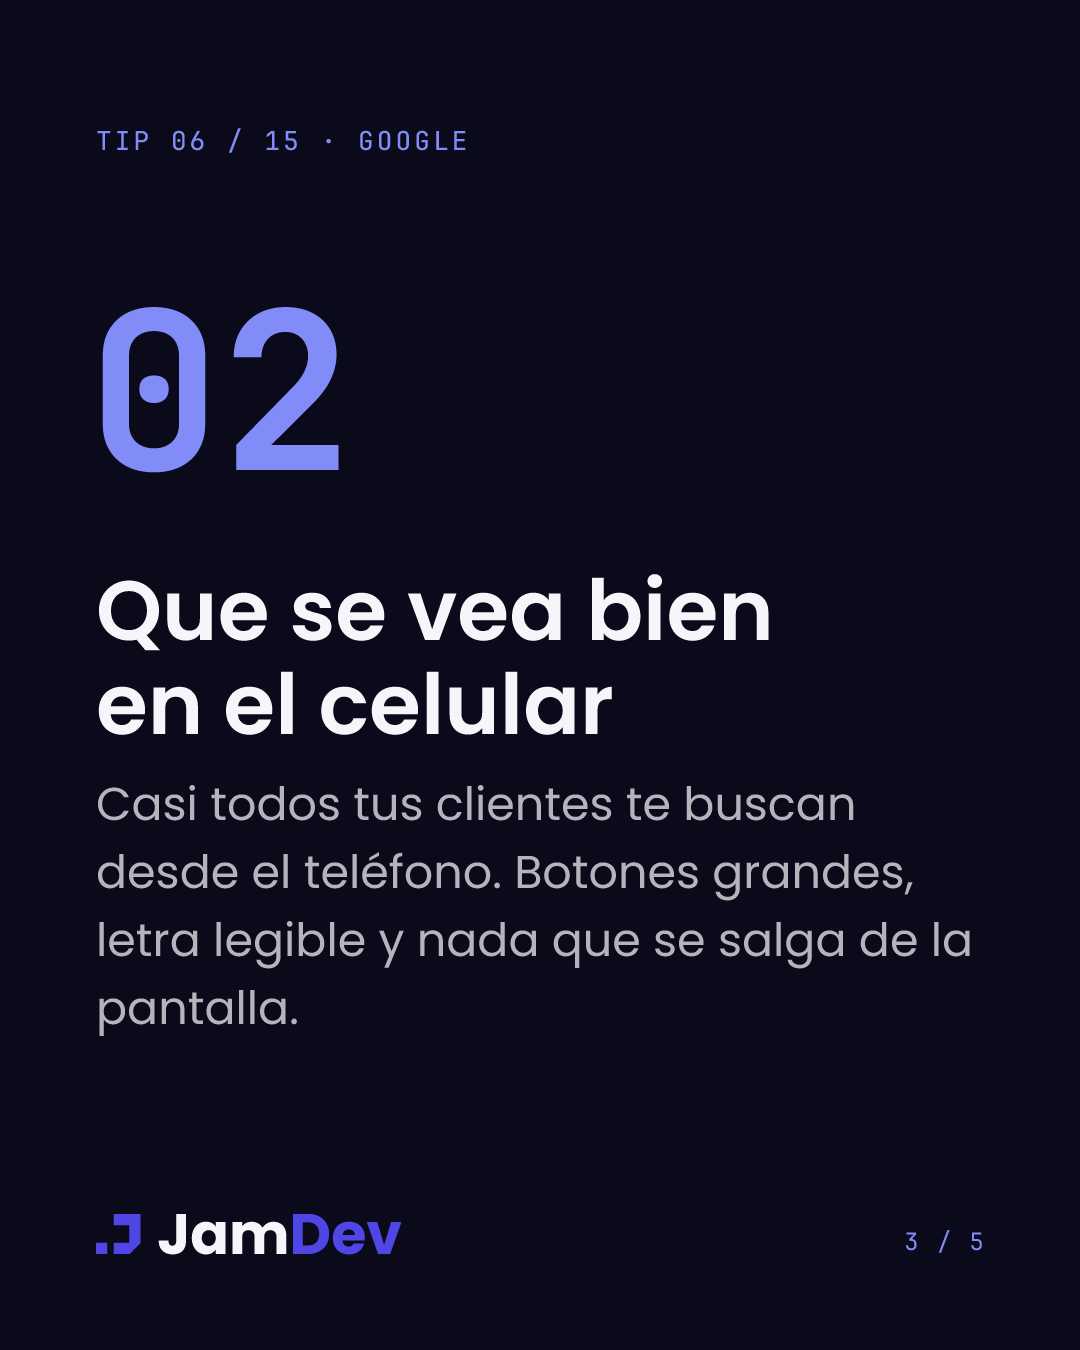 TIP 06 / 15 · GOOGLE
02
Que se vea bien
en el celular
Casi todos tus clientes te buscan
desde el teléfono. Botones grandes,
letra legible y nada que se salga de la
pantalla.
JamDev
3 / 5